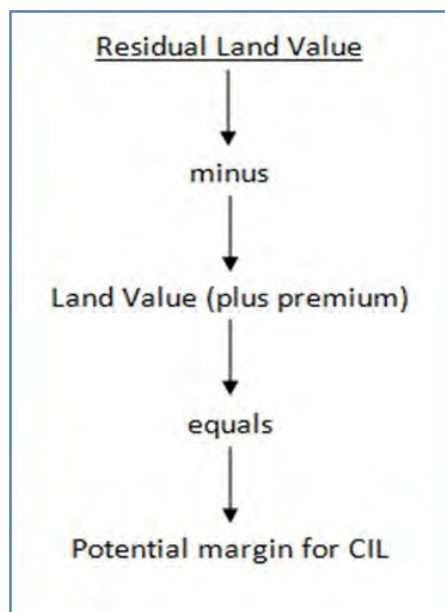 Residual Land Value
minus
Land Value (plus premium)
equals
Potential margin for CIL